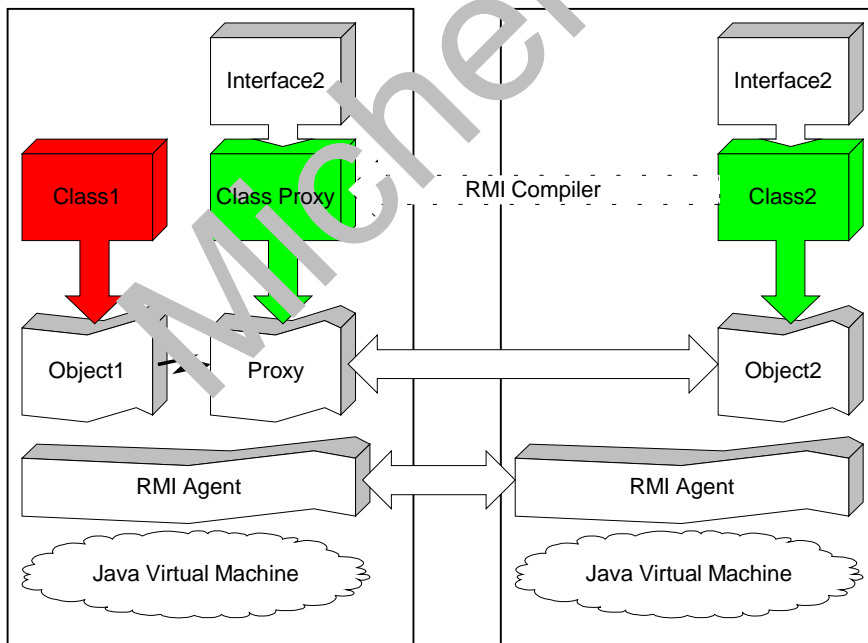 Interface2
Interface2
Class1
Class Proxy
RMI Compiler
Class2
Object1
Proxy
Object2
RMI Agent
RMI Agent
Java Virtual Machine
Java Virtual Machine
Michel